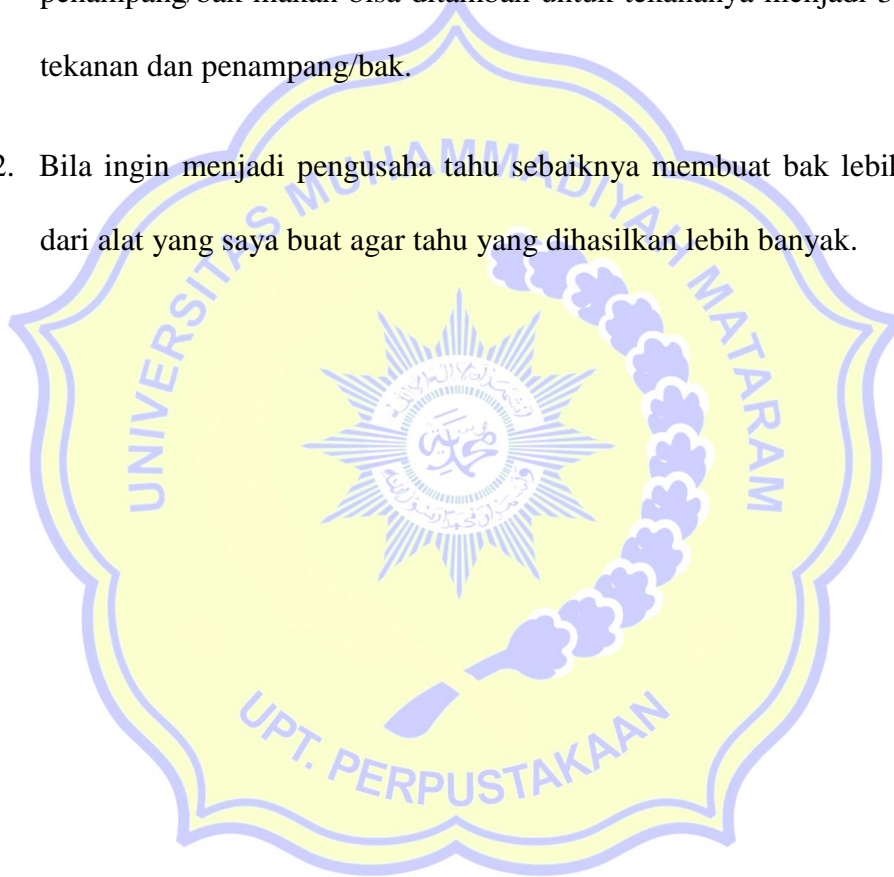 tekanan dan penampang/bak.
2. Bila ingin menjadi pengusaha tahu sebaiknya membuat bak lebih
dari alat yang saya buat agar tahu yang dihasilkan lebih banyak.
UNIVERSITAS MUHAMMADIYAH MATARAM
UPT. PERPUSTAKAAN